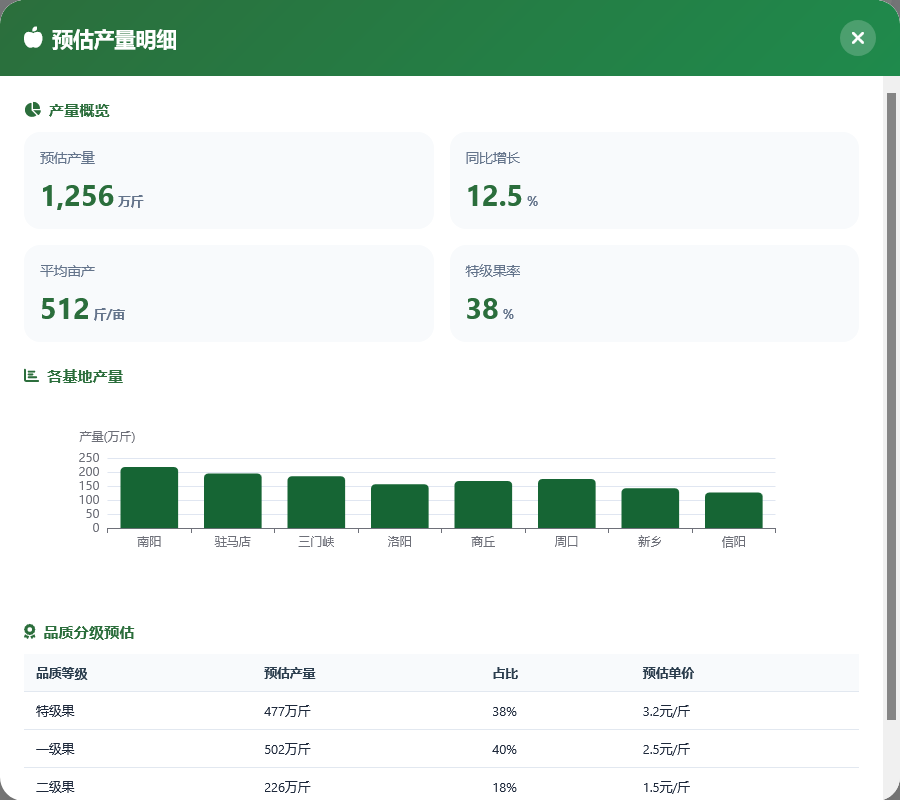 预估产量明细
产量概览
预估产量
1,256 万斤
同比增长
12.5 %
平均亩产
512 斤/亩
特级果率
38 %
各基地产量
产量(万斤)
250
200
150
100
50
0
南阳 驻马店 三门峡 洛阳 商丘 周口 新乡 信阳
品质分级预估
品质等级 预估产量 占比 预估单价
特级果 477万斤 38% 3.2元/斤
一级果 502万斤 40% 2.5元/斤
二级果 226万斤 18% 1.5元/斤